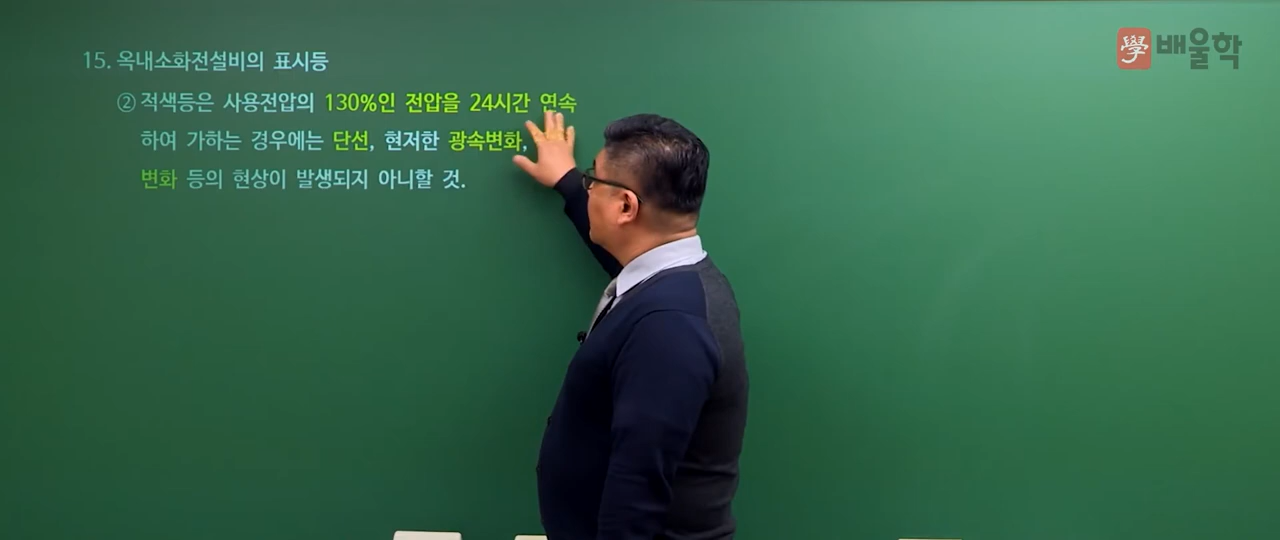 15. 옥내소화전설비의 표시등
② 적색등은 사용전압의 130%인 전압을 24시간 연속
하여 가하는 경우에는 단선, 현저한 광속변화,
변화 등의 현상이 발생되지 아니할 것.
學 배울학